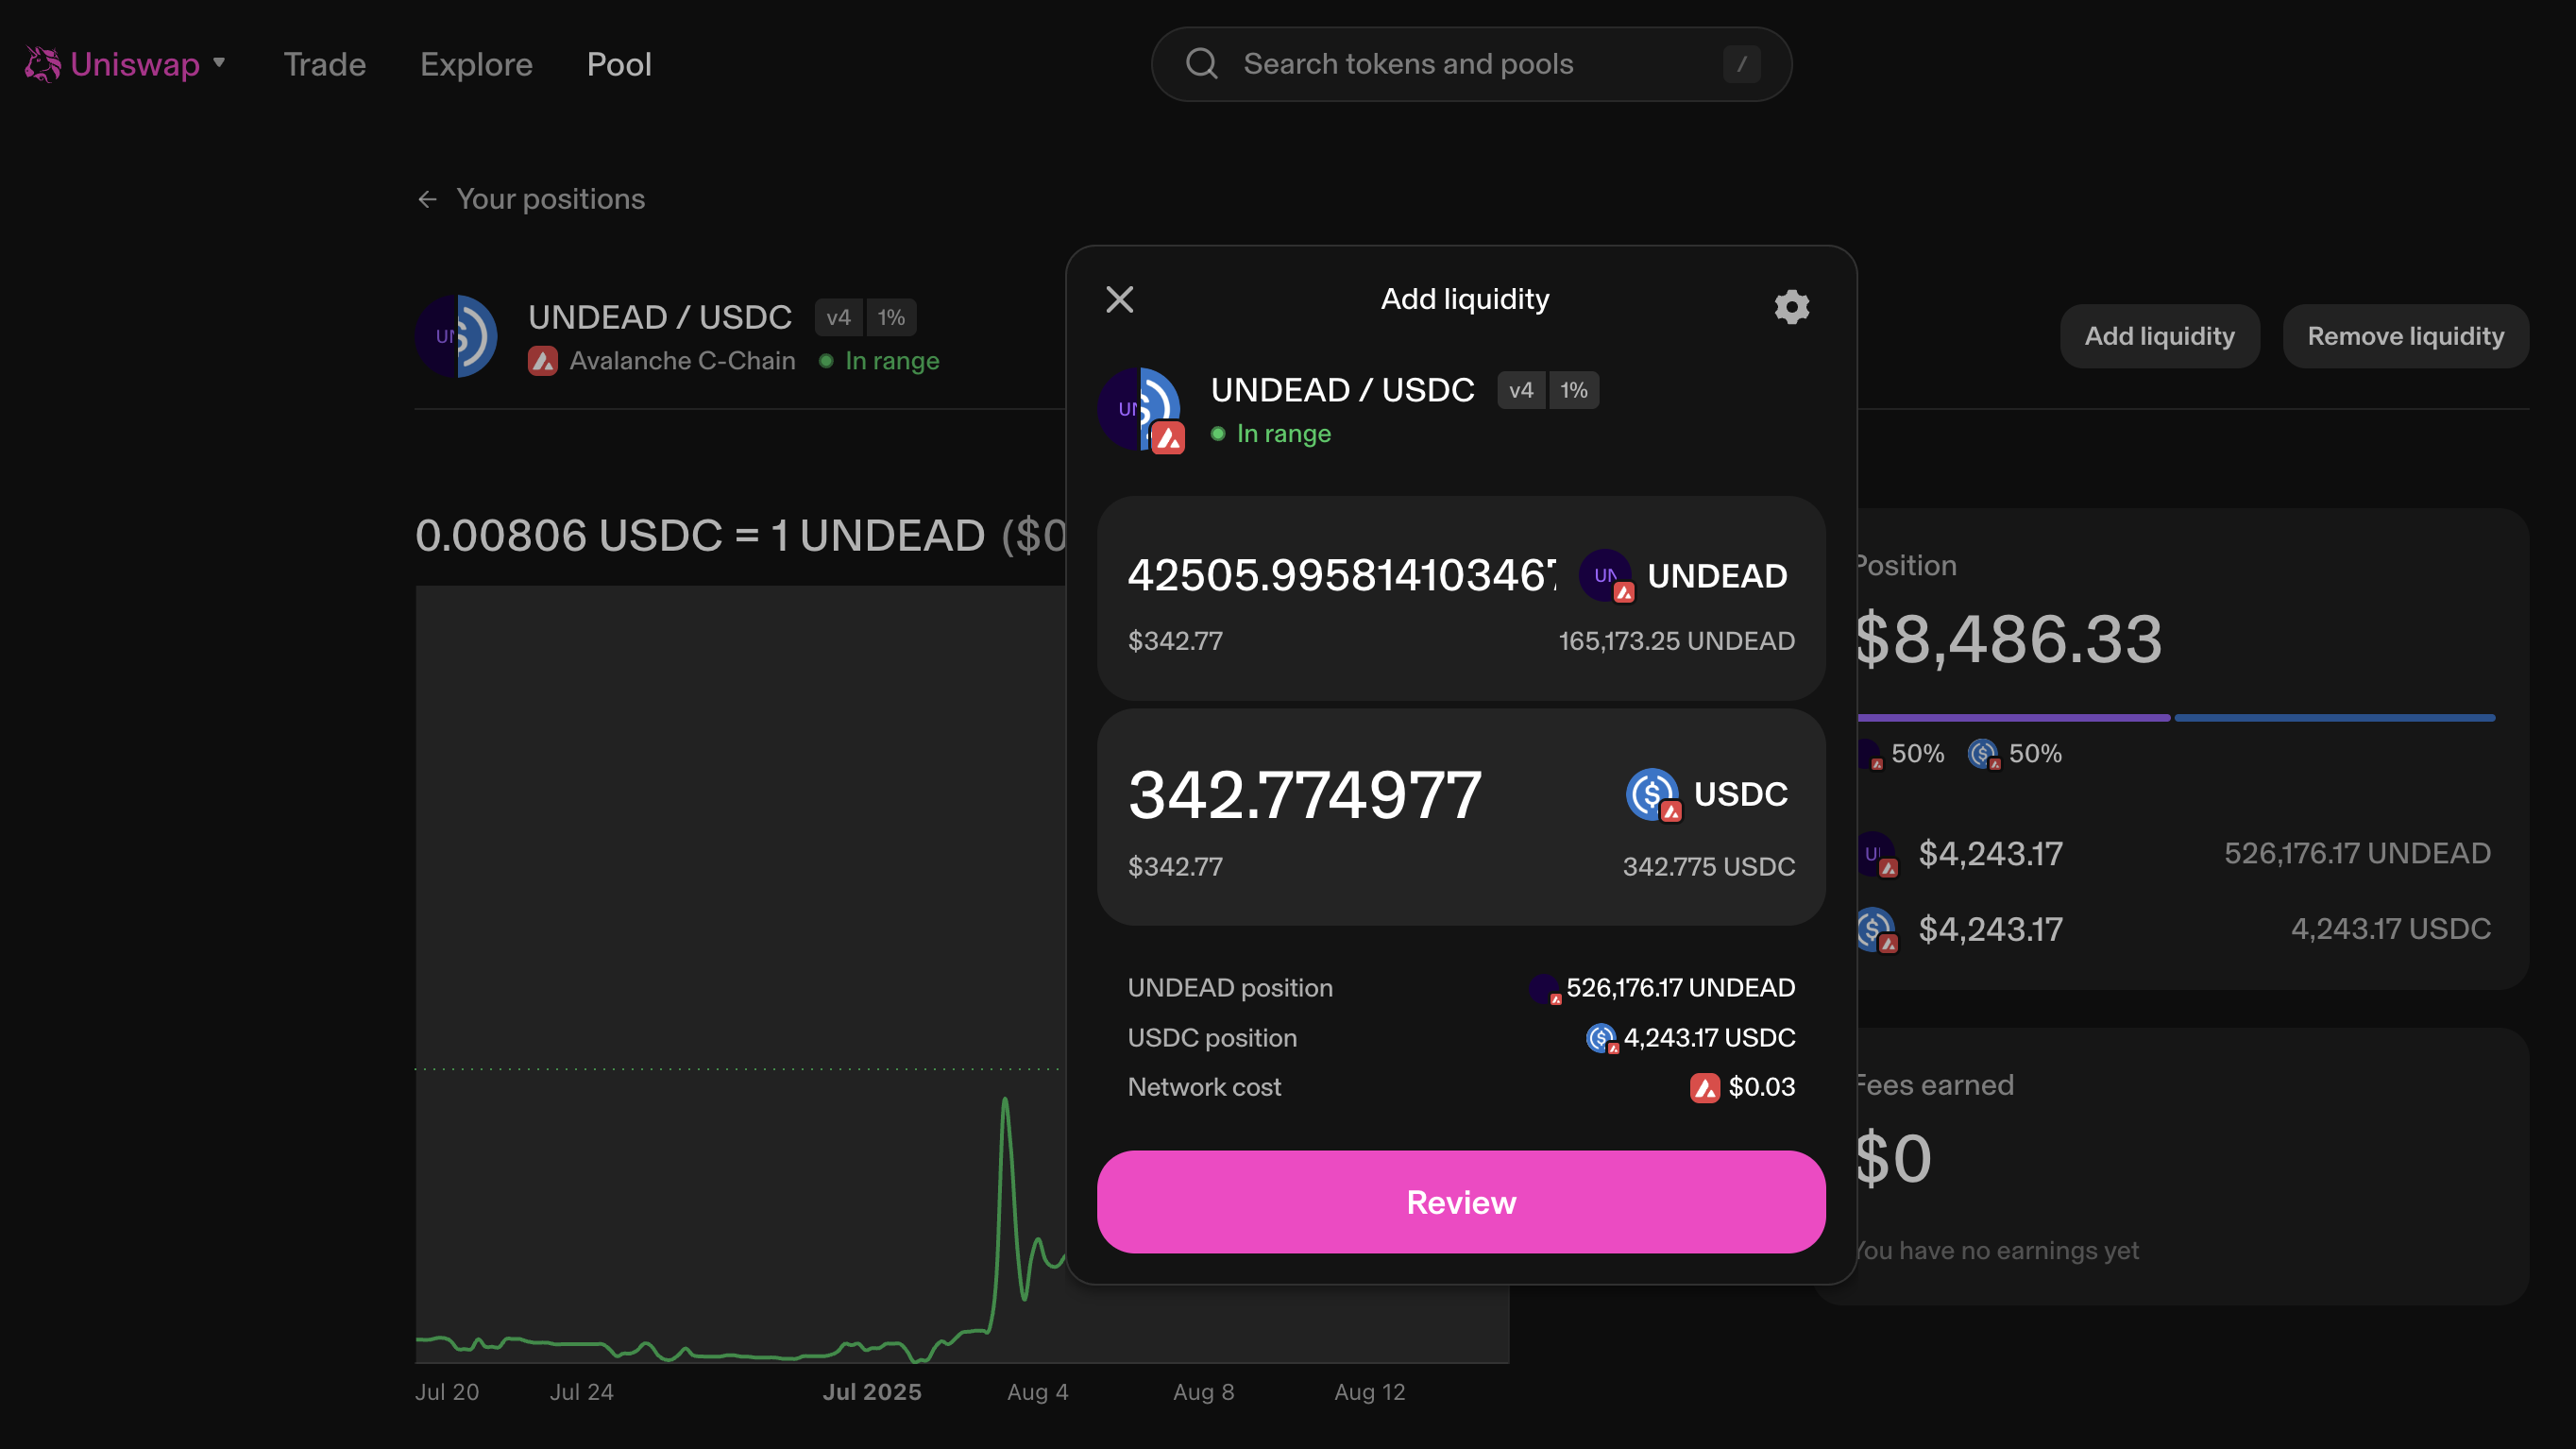 Uniswap
Trade
Explore
Pool
Search tokens and pools
/
Your positions
UNDEAD / USDC
v4
1%
Avalanche C-Chain
In range
Add liquidity
Remove liquidity
0.00806 USDC = 1 UNDEAD ($0
Jul 20
Jul 24
Jul 2025
Aug 4
Aug 8
Aug 12
Add liquidity
UNDEAD / USDC
v4
1%
In range
42505.995814103467
UNDEAD
$342.77
165,173.25 UNDEAD
342.774977
USDC
$342.77
342.775 USDC
UNDEAD position
526,176.17 UNDEAD
USDC position
4,243.17 USDC
Network cost
$0.03
Review
Position
$8,486.33
50%
50%
$4,243.17
526,176.17 UNDEAD
$4,243.17
4,243.17 USDC
Fees earned
$0
You have no earnings yet